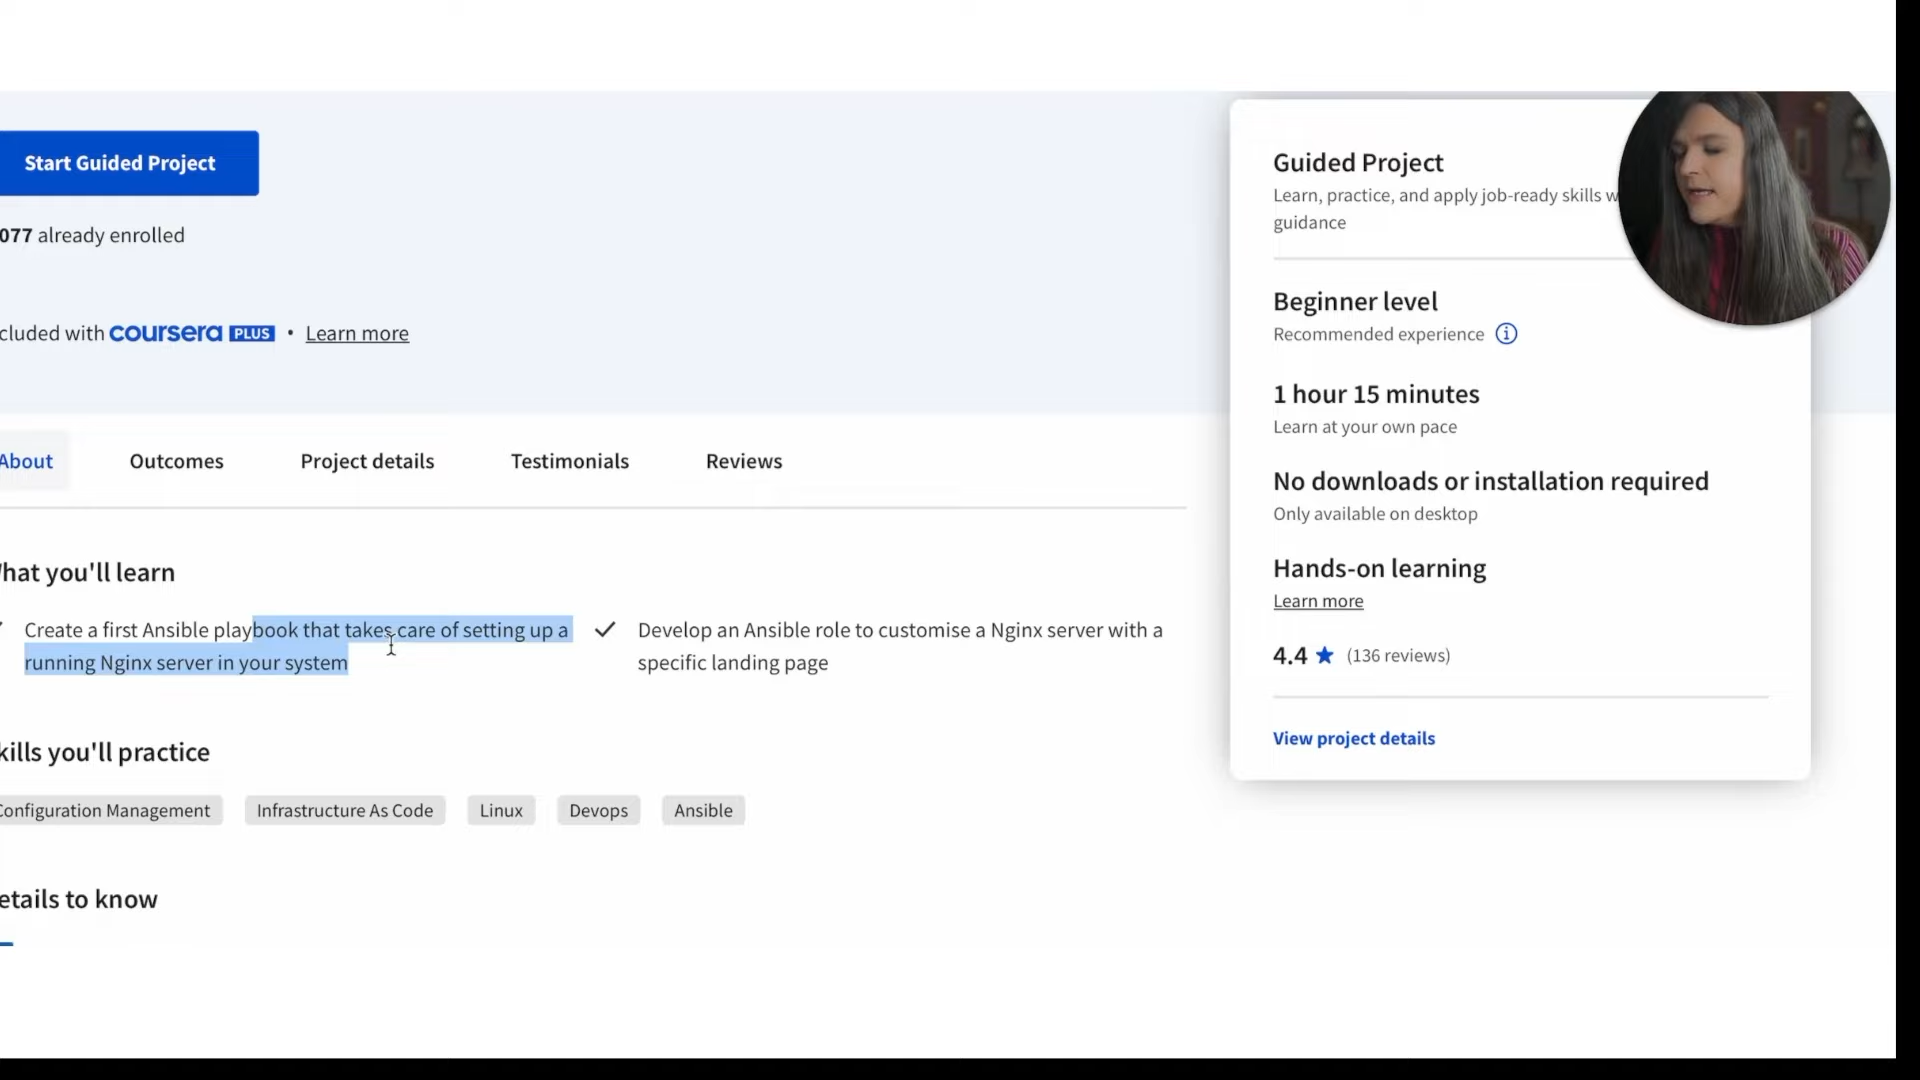 Start Guided Project
077 already enrolled
cluded with coursera PLUS • Learn more
About Outcomes Project details Testimonials Reviews
hat you'll learn
Create a first Ansible playbook that takes care of setting up a
running Nginx server in your system
Develop an Ansible role to customise a Nginx server with a
specific landing page
kills you'll practice
Configuration Management Infrastructure As Code Linux Devops Ansible
etails to know
Guided Project
Learn, practice, and apply job-ready skills w
guidance
Beginner level
Recommended experience
1 hour 15 minutes
Learn at your own pace
No downloads or installation required
Only available on desktop
Hands-on learning
Learn more
4.4 ★ (136 reviews)
View project details